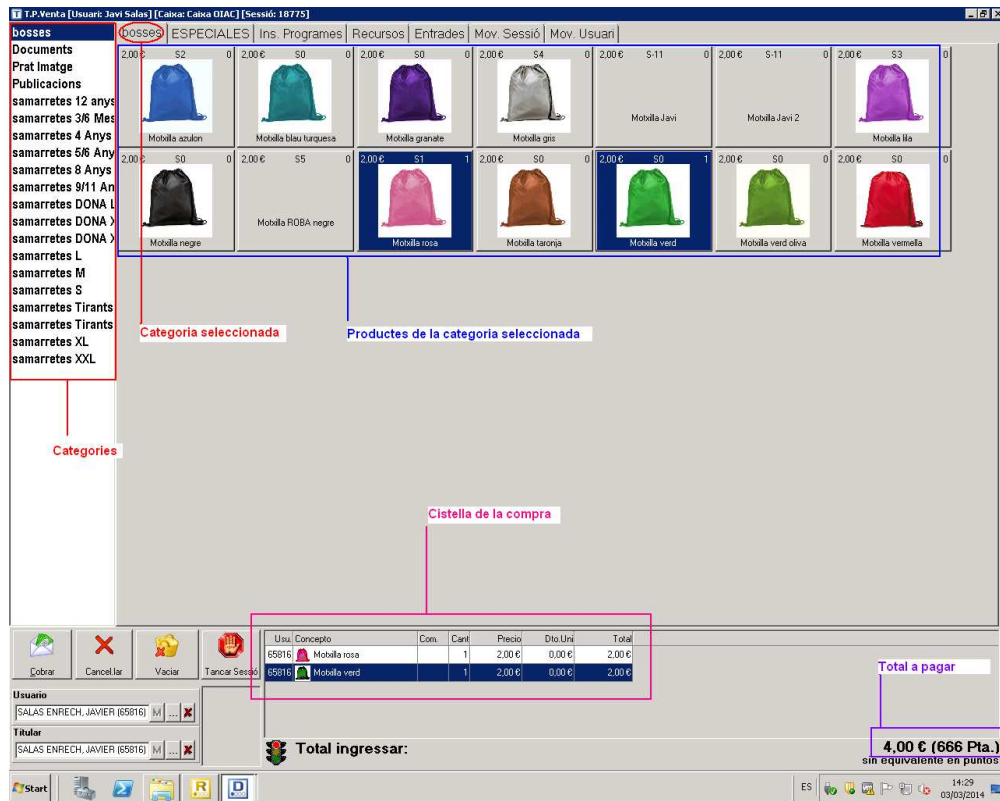 T.P.Venta [Usuari: Javi Salas] [Caixa: Caixa OIAC] [Sessió: 18775]
bosses
Documents
Prat Imatge
Publicacions
samarretes 12 anys
samarretes 3/6 Mes
samarretes 4 Anys
samarretes 5/6 Any
samarretes 8 Anys
samarretes 9/11 An
samarretes DONA L
samarretes DONA X
samarretes DONA X
samarretes L
samarretes M
samarretes S
samarretes Tirants
samarretes Tirants
samarretes XL
samarretes XXL
Categories
bosses ESPECIALES Ins. Programes Recursos Entrades Mov. Sessió Mov. Usuari
2,00 € S2 0 2,00 € S0 0 2,00 € S0 0 2,00 € S4 0 2,00 € S-11 0 2,00 € S-11 0 2,00 € S3 0
Motxilla azulon Motxilla blau turquesa Motxilla granate Motxilla gris Motxilla Javi Motxilla Javi 2 Motxilla lila
2,00 € S0 0 2,00 € S5 0 2,00 € S1 1 2,00 € S0 0 2,00 € S0 1 2,00 € S0 0 2,00 € S0 0
Motxilla negre Motxilla ROBA negre Motxilla rosa Motxilla taronja Motxilla verd Motxilla verd oliva Motxilla vermella
Categoria seleccionada Productes de la categoria seleccionada
Cistella de la compra
Cobrar Cancel.lar Vaciar Tancar Sessió
Usu. Concepto Com. Cant Precio Dto.Uni Total
65816 Motxilla rosa 1 2,00 € 0,00 € 2,00 €
65816 Motxilla verd 1 2,00 € 0,00 € 2,00 €
Total a pagar
Usuario
SALAS ENRECH, JAVIER (65816) M ...
Titular
SALAS ENRECH, JAVIER (65816) M ...
Total ingressar:
4,00 € (666 Pta.)
sin equivalente en puntos
Start
ES
14:29
03/03/2014